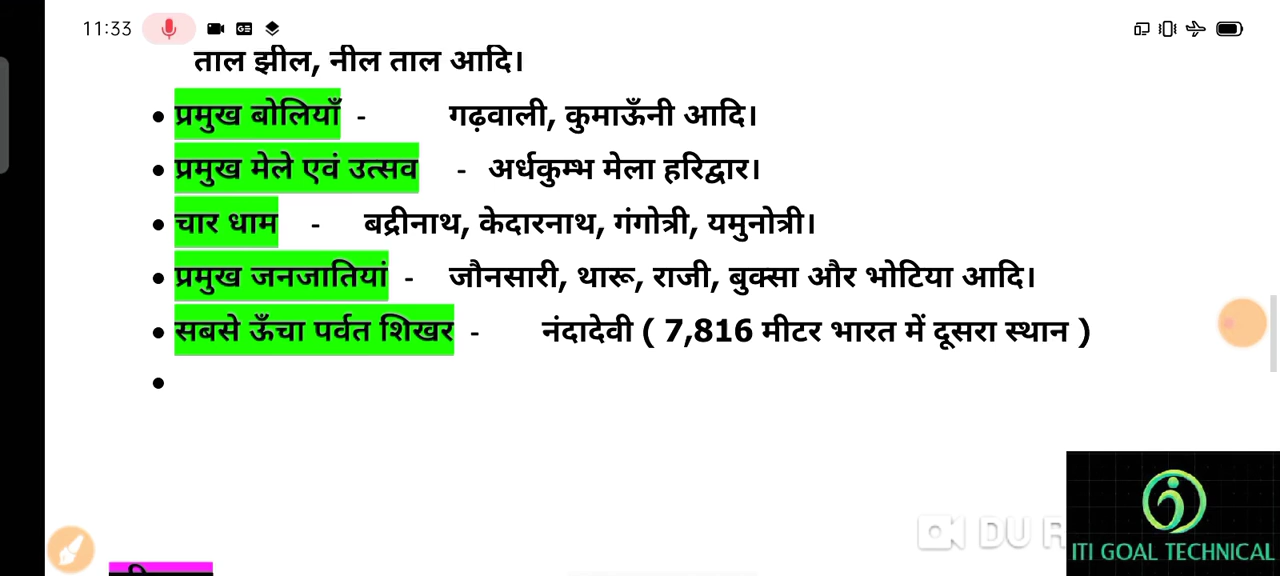 11:33
ताल झील, नील ताल आदि।
• प्रमुख बोलियाँ - गढ़वाली, कुमाऊँनी आदि।
• प्रमुख मेले एवं उत्सव - अर्धकुम्भ मेला हरिद्वार।
• चार धाम - बद्रीनाथ, केदारनाथ, गंगोत्री, यमुनोत्री।
• प्रमुख जनजातियां - जौनसारी, थारू, राजी, बुक्सा और भोटिया आदि।
• सबसे ऊँचा पर्वत शिखर - नंदादेवी ( 7,816 मीटर भारत में दूसरा स्थान )
•
DU R
ITI GOAL TECHNICAL